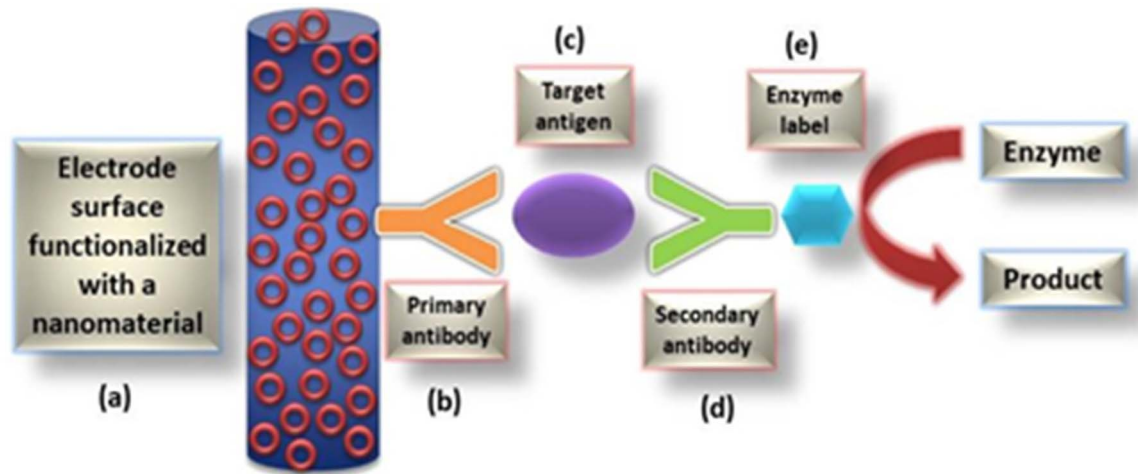 (a)
Electrode
surface
functionalized
with a
nanomaterial
(b)
Primary
antibody
(c)
Target
antigen
(d)
Secondary
antibody
(e)
Enzyme
label
Enzyme
Product